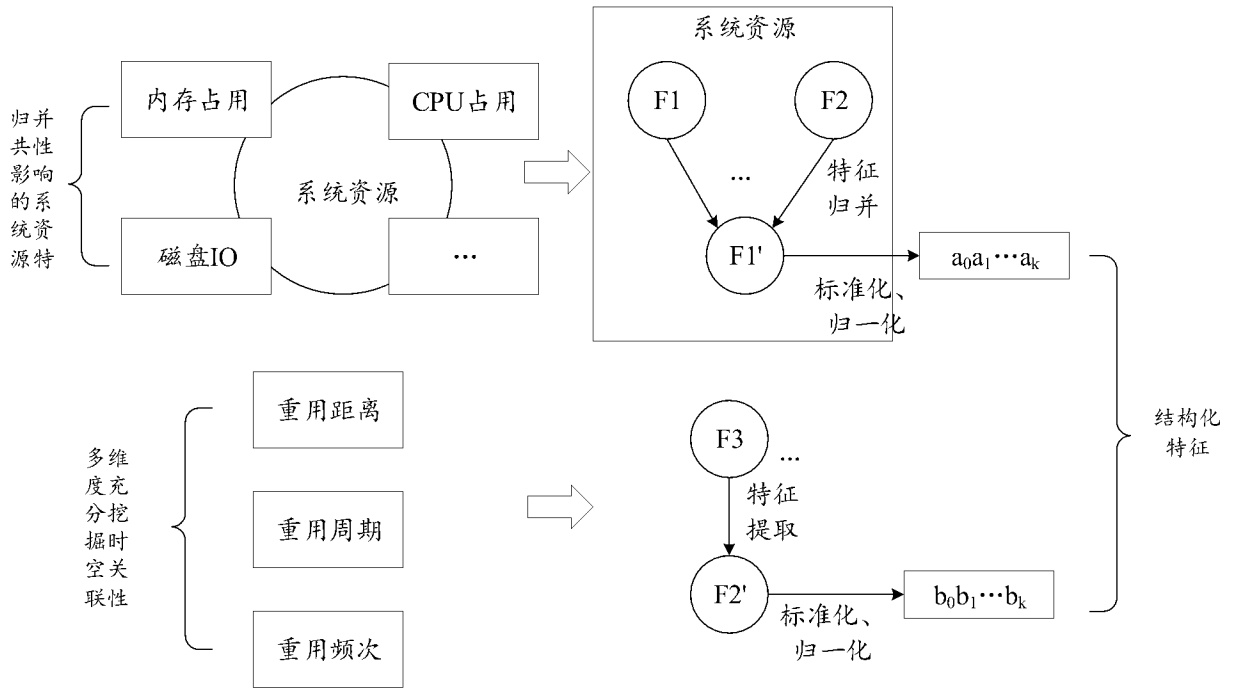 归并
共性
影响
的系
统资
源特
内存占用
CPU占用
系统资源
磁盘IO
...
系统资源
F1
F2
...
特征
归并
F1'
标准化、
归一化
a₀a₁···aₖ
多维
度充
分挖
掘时
空关
联性
重用距离
重用周期
重用频次
F3
...
特征
提取
F2'
标准化、
归一化
b₀b₁···bₖ
结构化
特征